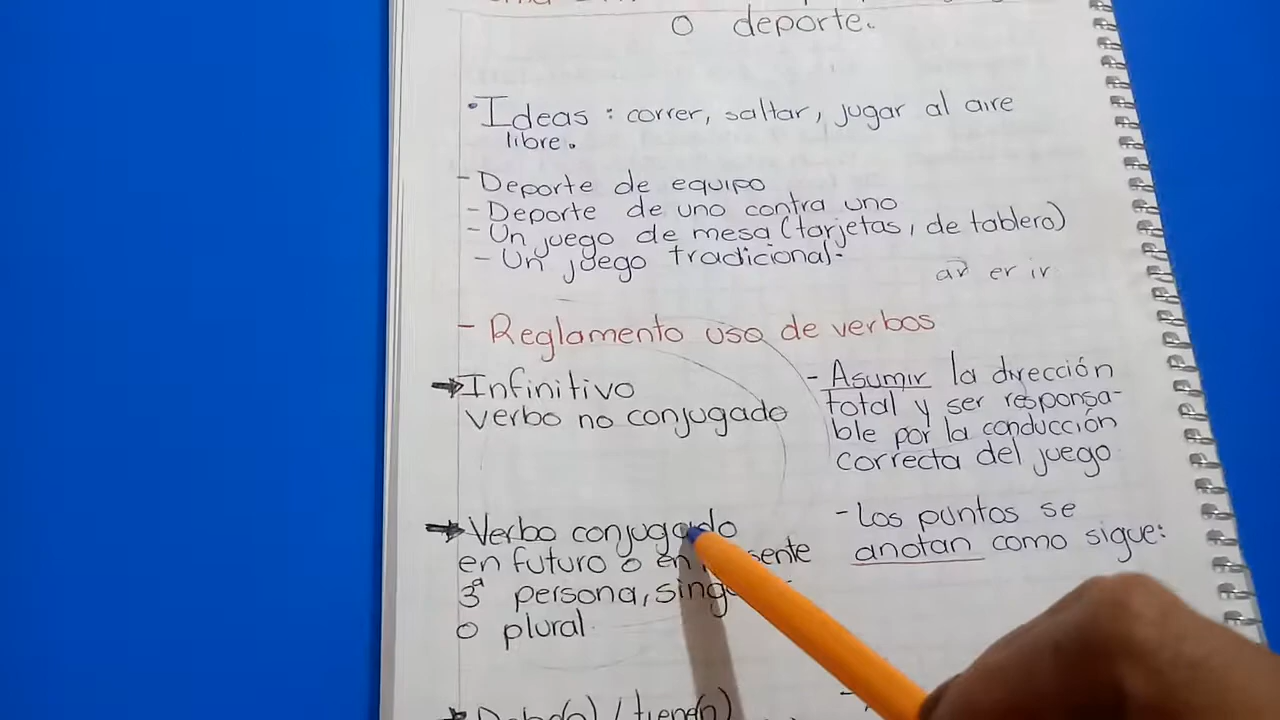 o deporte.
• Ideas : correr, saltar, jugar al aire
libre.
- Deporte de equipo
- Deporte de uno contra uno
- Un juego de mesa (tarjetas, de tablero)
- Un juego tradicional.
ar er ir
- Reglamento uso de verbos
Infinitivo
verbo no conjugado
- Asumir la dirección
total y ser responsa-
ble por la conducción
correcta del juego
Verbo conjugado
en futuro o en
3ª persona,
o plural.
- Los puntos se
anotan como sigue: